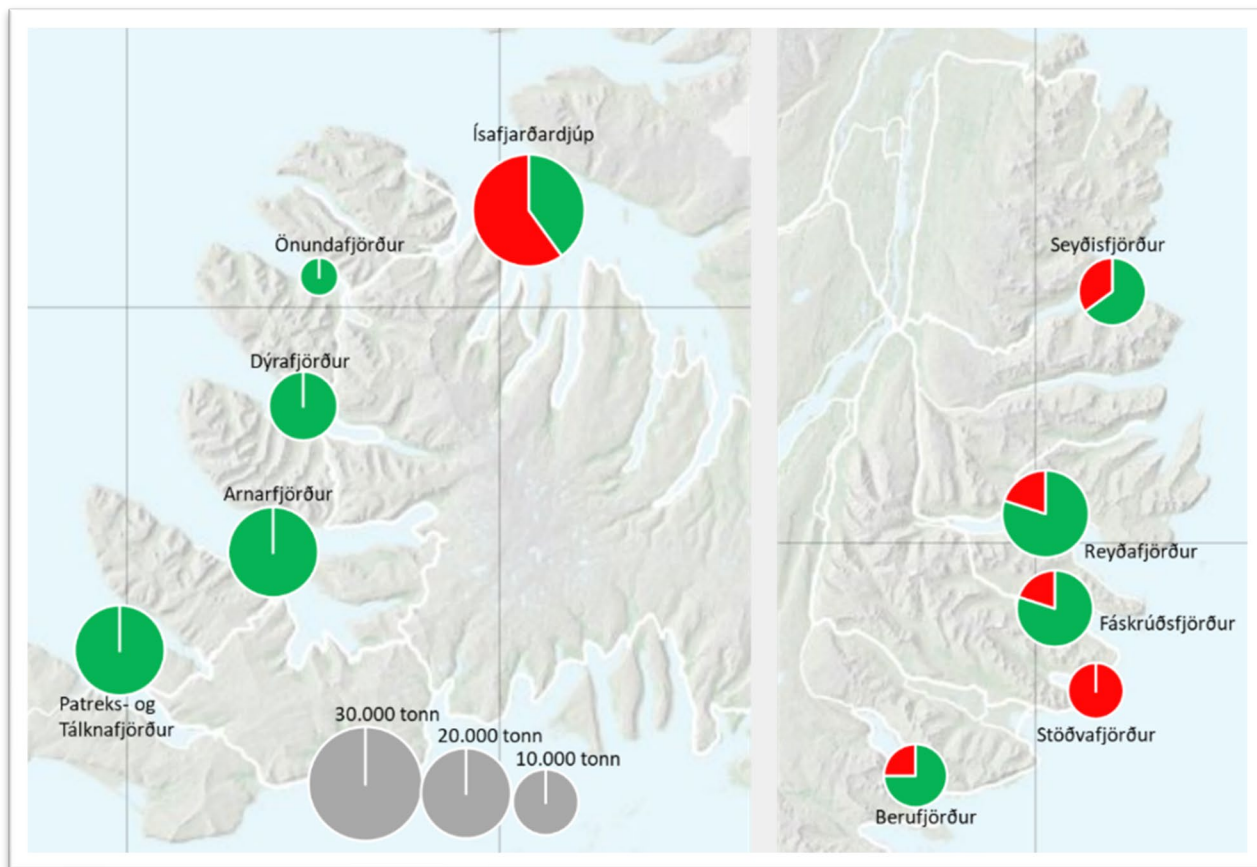 Ísafjarðardjúp
Önundafjörður
Dýrafjörður
Arnarfjörður
Patreks- og
Tálknafjörður
30.000 tonn
20.000 tonn
10.000 tonn
Seyðisfjörður
Reyðafjörður
Fáskrúðsfjörður
Stöðvafjörður
Berufjörður